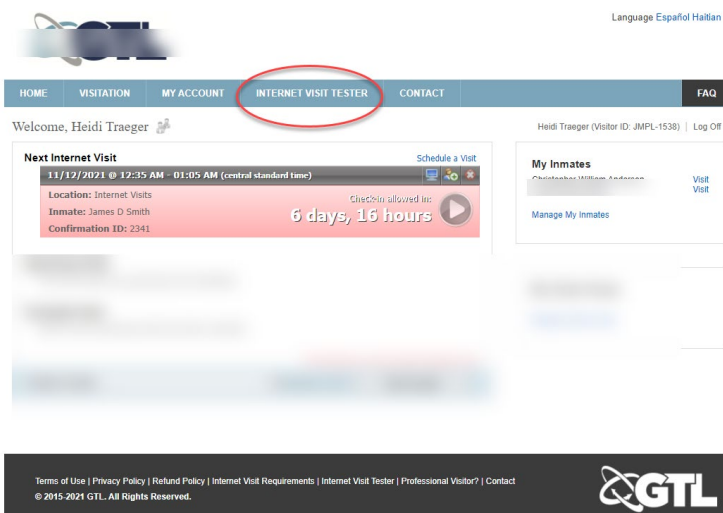 GTL
Language Español Haitian
HOME VISITATION MY ACCOUNT INTERNET VISIT TESTER CONTACT FAQ
Welcome, Heidi Traeger
Heidi Traeger (Visitor ID: JMPL-1538) | Log Off
Next Internet Visit Schedule a Visit
11/12/2021 @ 12:35 AM - 01:05 AM (central standard time)
Location: Internet Visits
Inmate: James D Smith
Confirmation ID: 2341
Check-in allowed in:
6 days, 16 hours
My Inmates
Christopher William Anderson Visit
Visit
Manage My Inmates
Terms of Use | Privacy Policy | Refund Policy | Internet Visit Requirements | Internet Visit Tester | Professional Visitor? | Contact
© 2015-2021 GTL. All Rights Reserved.
GTL